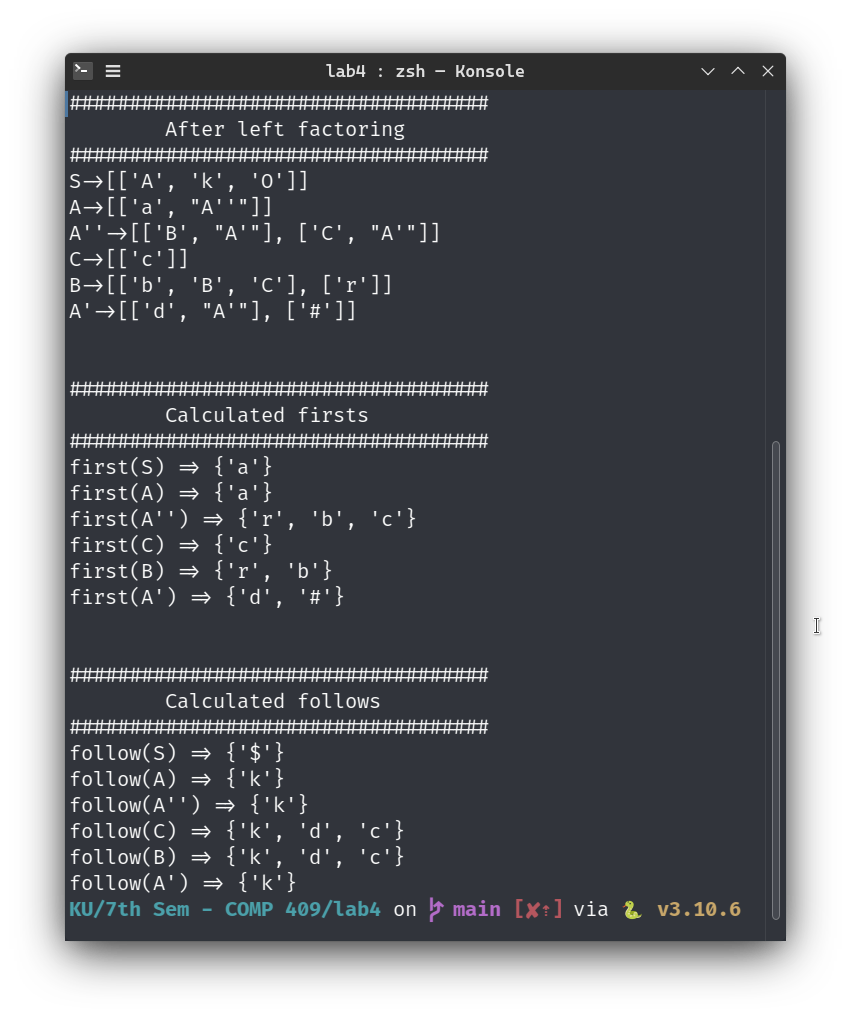 lab4 : zsh — Konsole
###################################
        After left factoring
###################################
S->[['A', 'k', 'O']]
A->[['a', "A''"]]
A''->[['B', "A'"], ['C', "A'"]]
C->[['c']]
B->[['b', 'B', 'C'], ['r']]
A'->[['d', "A'"], ['#']]
###################################
        Calculated firsts
###################################
first(S) => {'a'}
first(A) => {'a'}
first(A'') => {'r', 'b', 'c'}
first(C) => {'c'}
first(B) => {'r', 'b'}
first(A') => {'d', '#'}
###################################
        Calculated follows
###################################
follow(S) => {'$'}
follow(A) => {'k'}
follow(A'') => {'k'}
follow(C) => {'k', 'd', 'c'}
follow(B) => {'k', 'd', 'c'}
follow(A') => {'k'}
KU/7th Sem - COMP 409/lab4 on main [✘⇡] via 🐍 v3.10.6